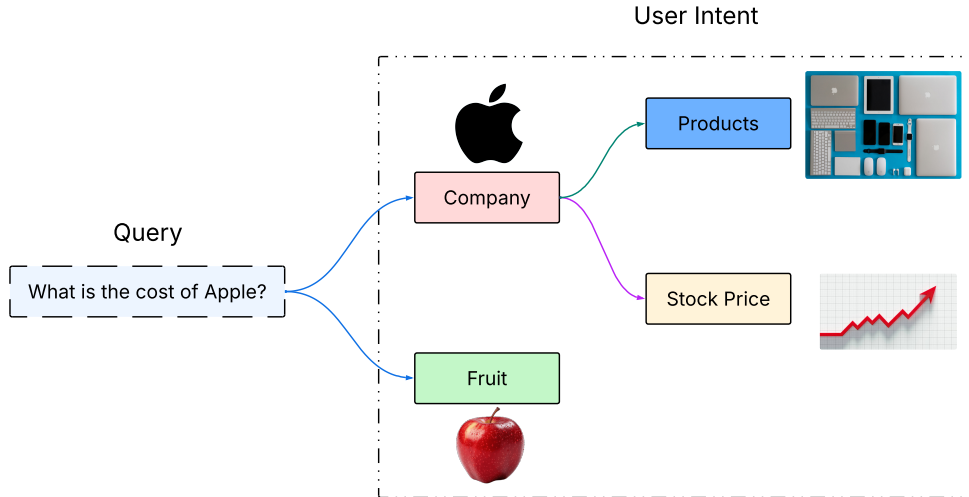 User Intent
Products
Company
Query
What is the cost of Apple?
Stock Price
Fruit